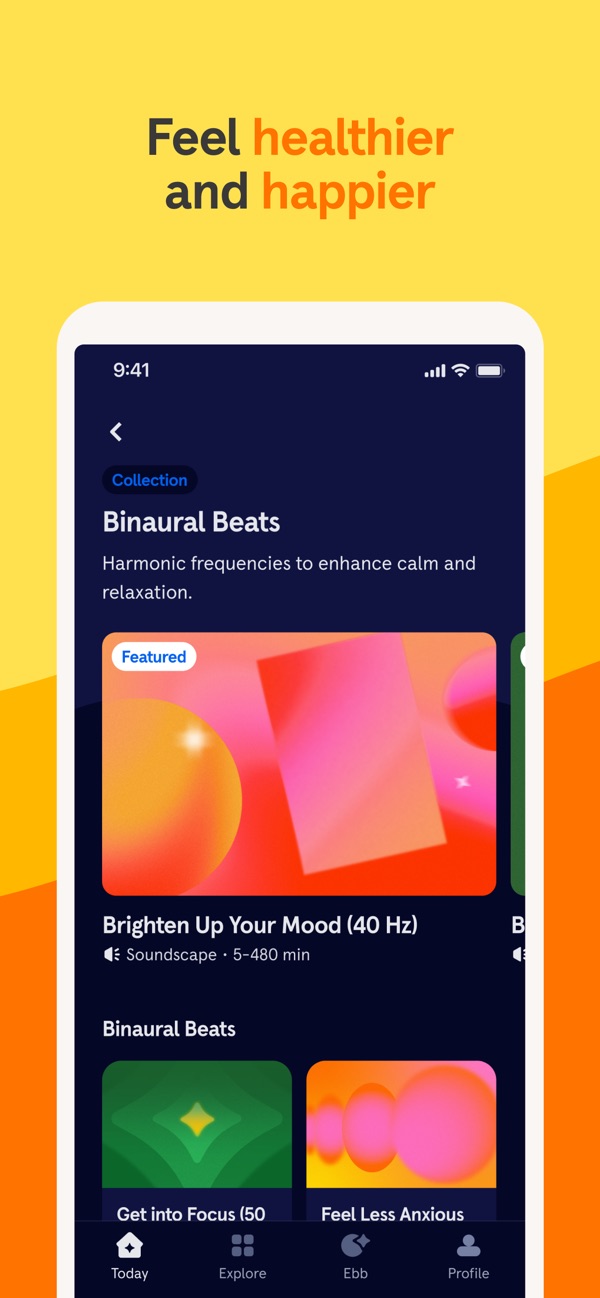 Feel healthier
and happier
9:41
Collection
Binaural Beats
Harmonic frequencies to enhance calm and
relaxation.
Featured
Brighten Up Your Mood (40 Hz)
B
Soundscape • 5-480 min
Binaural Beats
Get into Focus (50
Feel Less Anxious
Today
Explore
Ebb
Profile